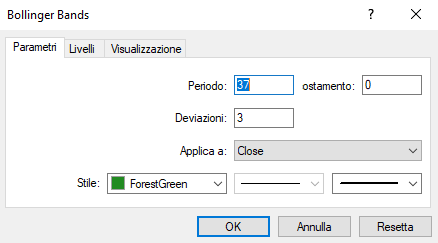 Bollinger Bands ? ×
Parametri Livelli Visualizzazione
Periodo: 37 ostamento: 0
Deviazioni: 3
Applica a: Close
Stile: ForestGreen
OK Annulla Resetta